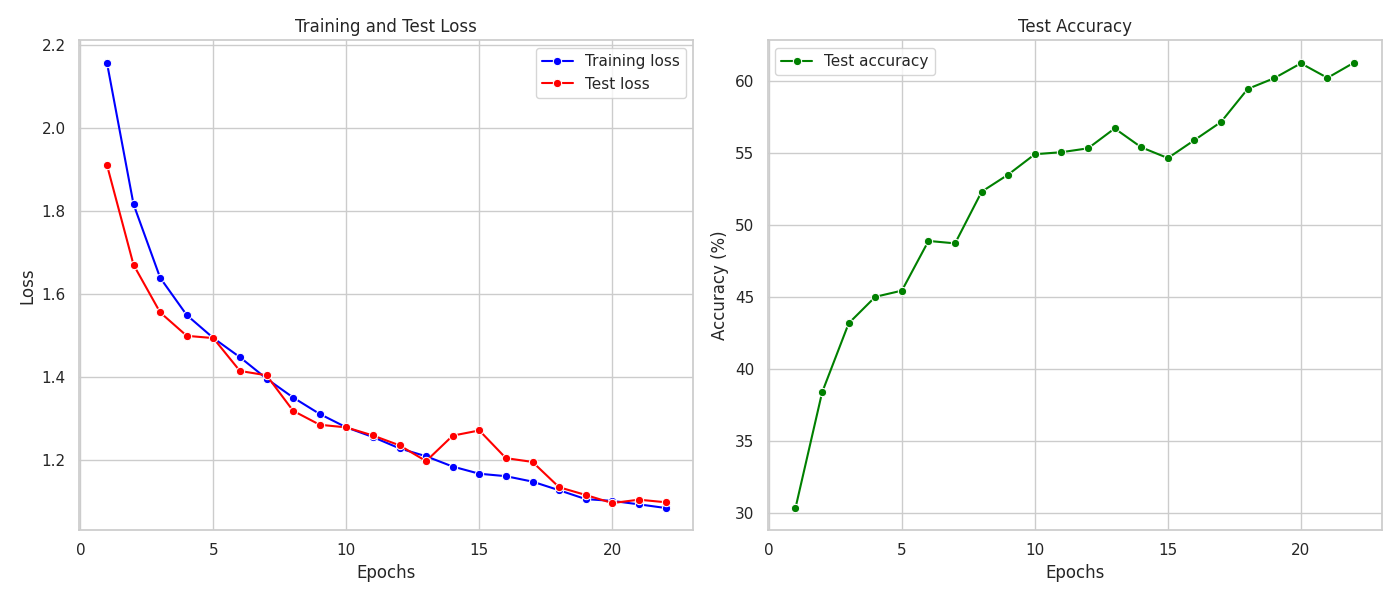 Training and Test Loss
Training loss
Test loss
2.2
2.0
1.8
1.6
1.4
1.2
Loss
0 5 10 15 20
Epochs
Test Accuracy
Test accuracy
60
55
50
45
40
35
30
Accuracy (%)
0 5 10 15 20
Epochs